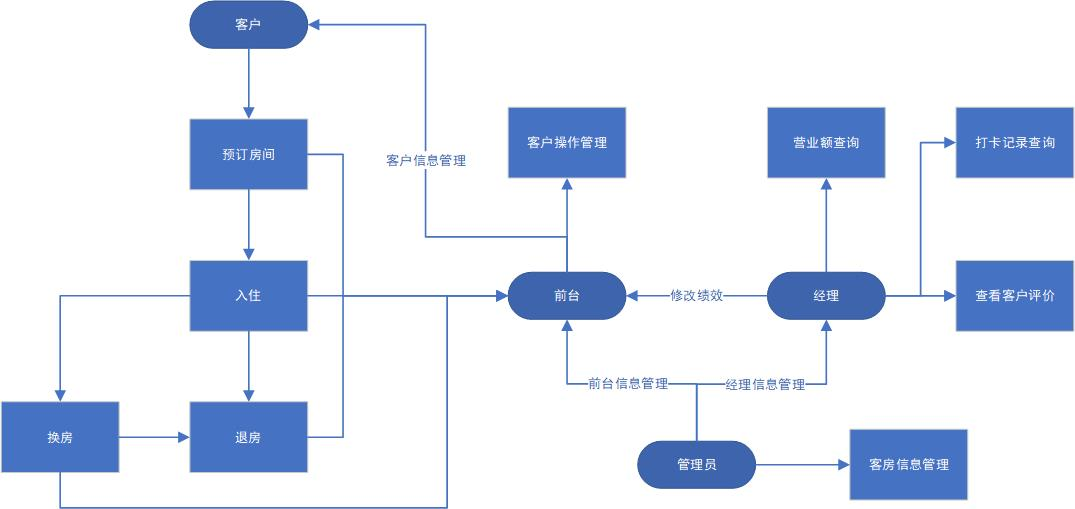 客户
客户操作管理
营业额查询
打卡记录查询
预订房间
客户信息管理
入住
前台
修改绩效
经理
查看客户评价
前台信息管理
经理信息管理
换房
退房
管理员
客房信息管理